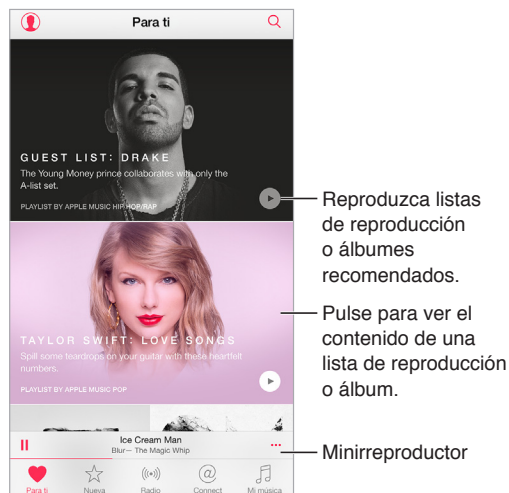 Para ti
GUEST LIST: DRAKE
The Young Money prince collaborates with only the
A-list set.
PLAYLIST BY APPLE MUSIC HIP HOP/RAP
Reproduzca listas
de reproducción
o álbumes
recomendados.
TAYLOR SWIFT: LOVE SONGS
Spill some teardrops on your guitar with these heartfelt
numbers.
PLAYLIST BY APPLE MUSIC POP
Pulse para ver el
contenido de una
lista de reproducción
o álbum.
Ice Cream Man
Blur— The Magic Whip
Minirreproductor
Para ti
Nueva
Radio
Connect
Mi música